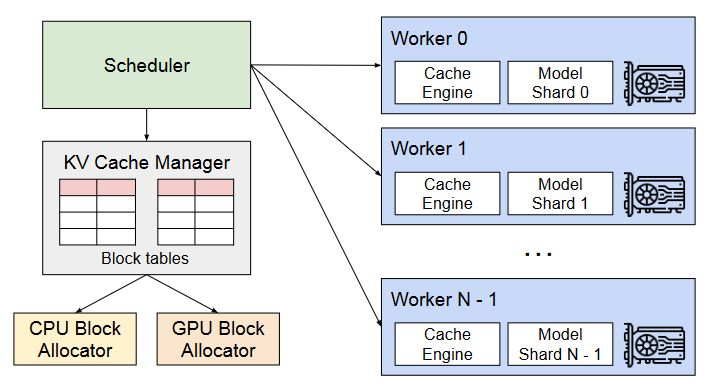 Scheduler
KV Cache Manager
Block tables
CPU Block
Allocator
GPU Block
Allocator
Worker 0
Cache
Engine
Model
Shard 0
Worker 1
Cache
Engine
Model
Shard 1
...
Worker N - 1
Cache
Engine
Model
Shard N - 1